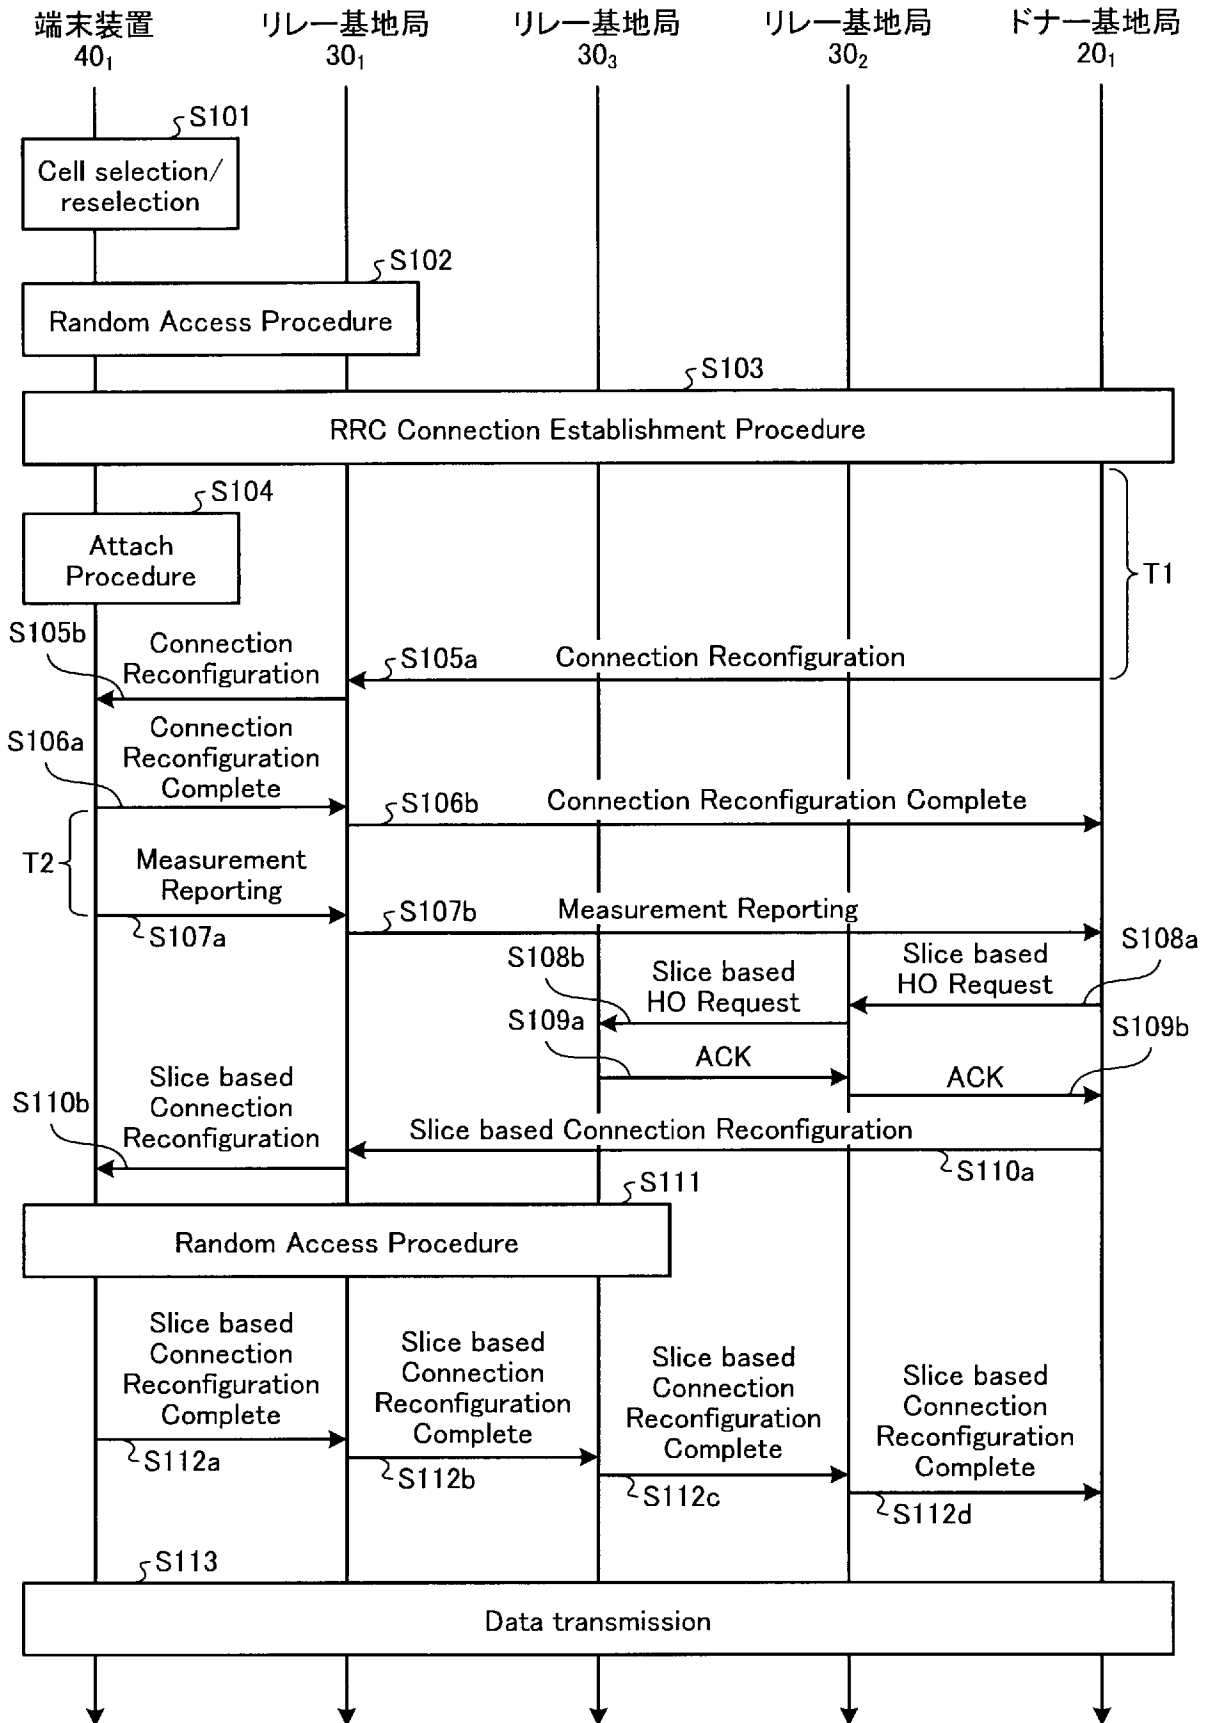 端末装置
40₁
リレー基地局
30₁
リレー基地局
30₃
リレー基地局
30₂
ドナー基地局
20₁
S101
Cell selection/
reselection
S102
Random Access Procedure
S103
RRC Connection Establishment Procedure
S104
Attach
Procedure
T1
S105b
Connection
Reconfiguration
S105a
Connection Reconfiguration
S106a
Connection
Reconfiguration
Complete
S106b
Connection Reconfiguration Complete
T2
Measurement
Reporting
S107a
S107b
Measurement Reporting
S108a
Slice based
HO Request
S108b
Slice based
HO Request
S109a
ACK
S109b
ACK
S110b
Slice based
Connection
Reconfiguration
Slice based Connection Reconfiguration
S110a
S111
Random Access Procedure
Slice based
Connection
Reconfiguration
Complete
S112a
Slice based
Connection
Reconfiguration
Complete
S112b
Slice based
Connection
Reconfiguration
Complete
S112c
Slice based
Connection
Reconfiguration
Complete
S112d
S113
Data transmission